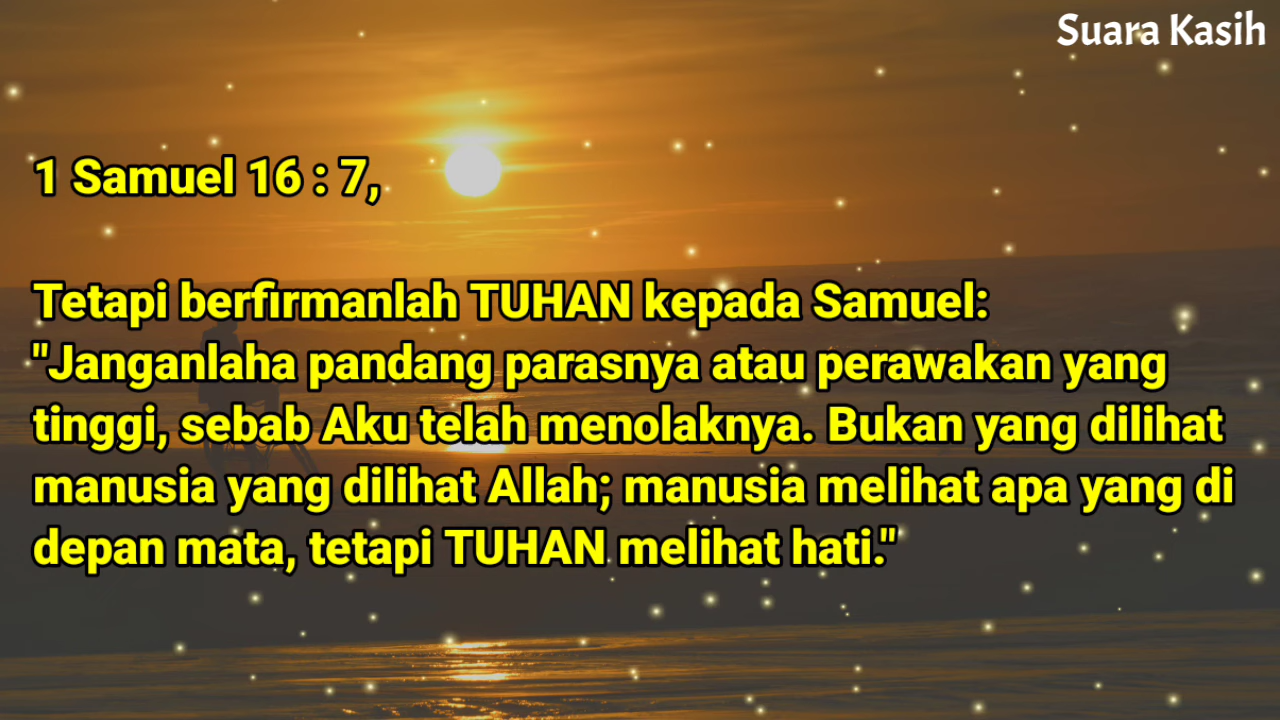 Suara Kasih
1 Samuel 16 : 7,
Tetapi berfirmanlah TUHAN kepada Samuel:
"Janganlaha pandang parasnya atau perawakan yang
tinggi, sebab Aku telah menolaknya. Bukan yang dilihat
manusia yang dilihat Allah; manusia melihat apa yang di
depan mata, tetapi TUHAN melihat hati."